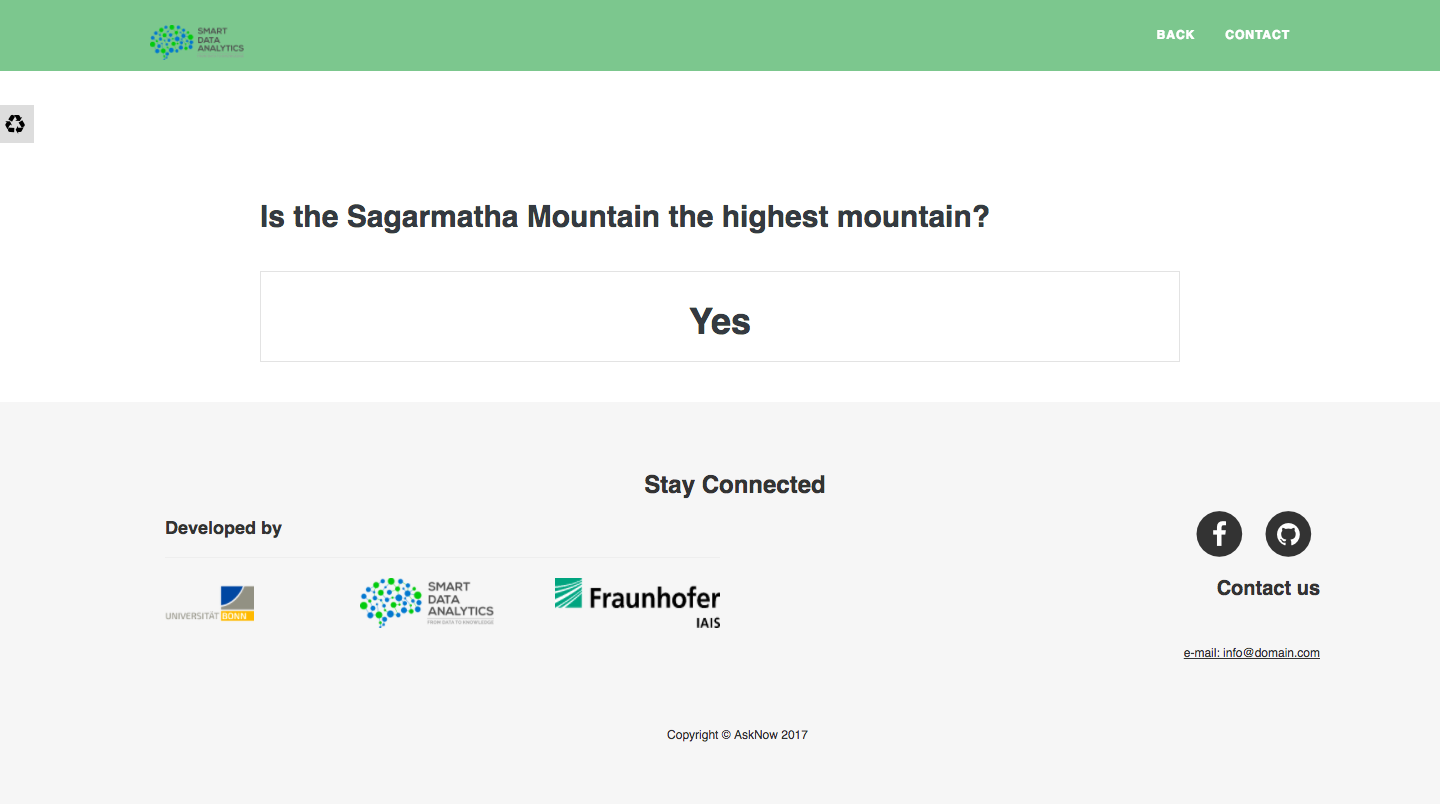 SMART
DATA
ANALYTICS
BACK CONTACT
Is the Sagarmatha Mountain the highest mountain?
Yes
Stay Connected
Developed by
UNIVERSITÄT BONN
SMART
DATA
ANALYTICS
FROM DATA TO KNOWLEDGE
Fraunhofer
IAIS
Contact us
e-mail: info@domain.com
Copyright © AskNow 2017